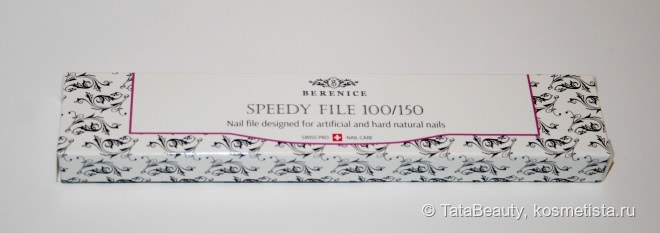 B
BERENICE
SPEEDY FILE 100/150
Nail file designed for artificial and hard natural nails
SWISS PRO NAIL CARE
© TataBeauty, kosmetista.ru